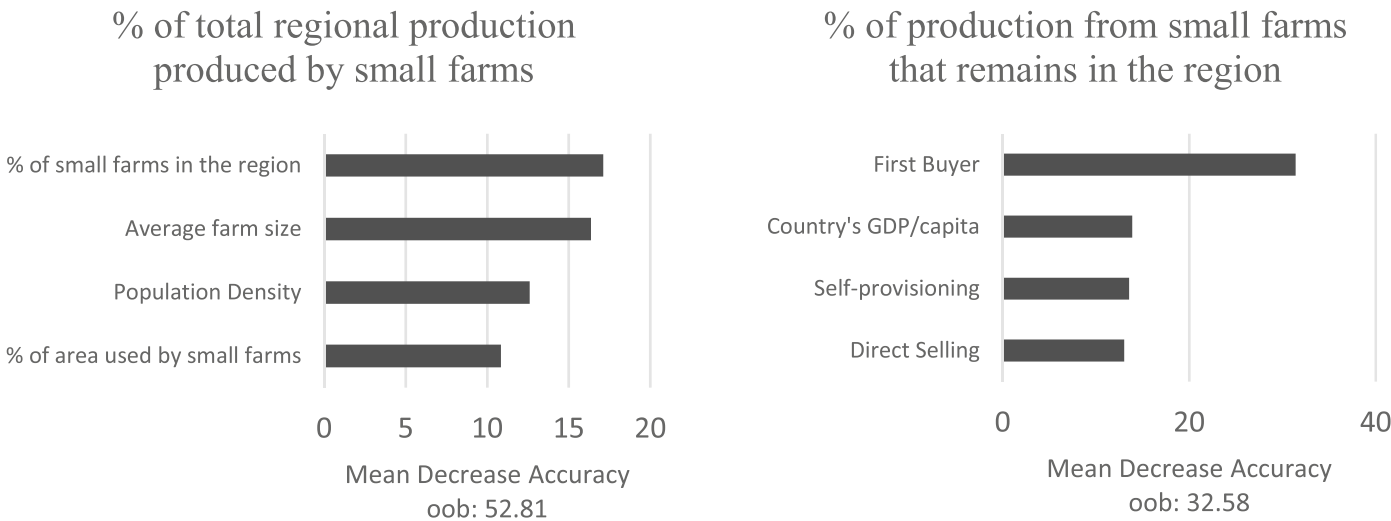 % of total regional production
produced by small farms
% of small farms in the region
Average farm size
Population Density
% of area used by small farms
0 5 10 15 20
Mean Decrease Accuracy
oob: 52.81
% of production from small farms
that remains in the region
First Buyer
Country's GDP/capita
Self-provisioning
Direct Selling
0 20 40
Mean Decrease Accuracy
oob: 32.58